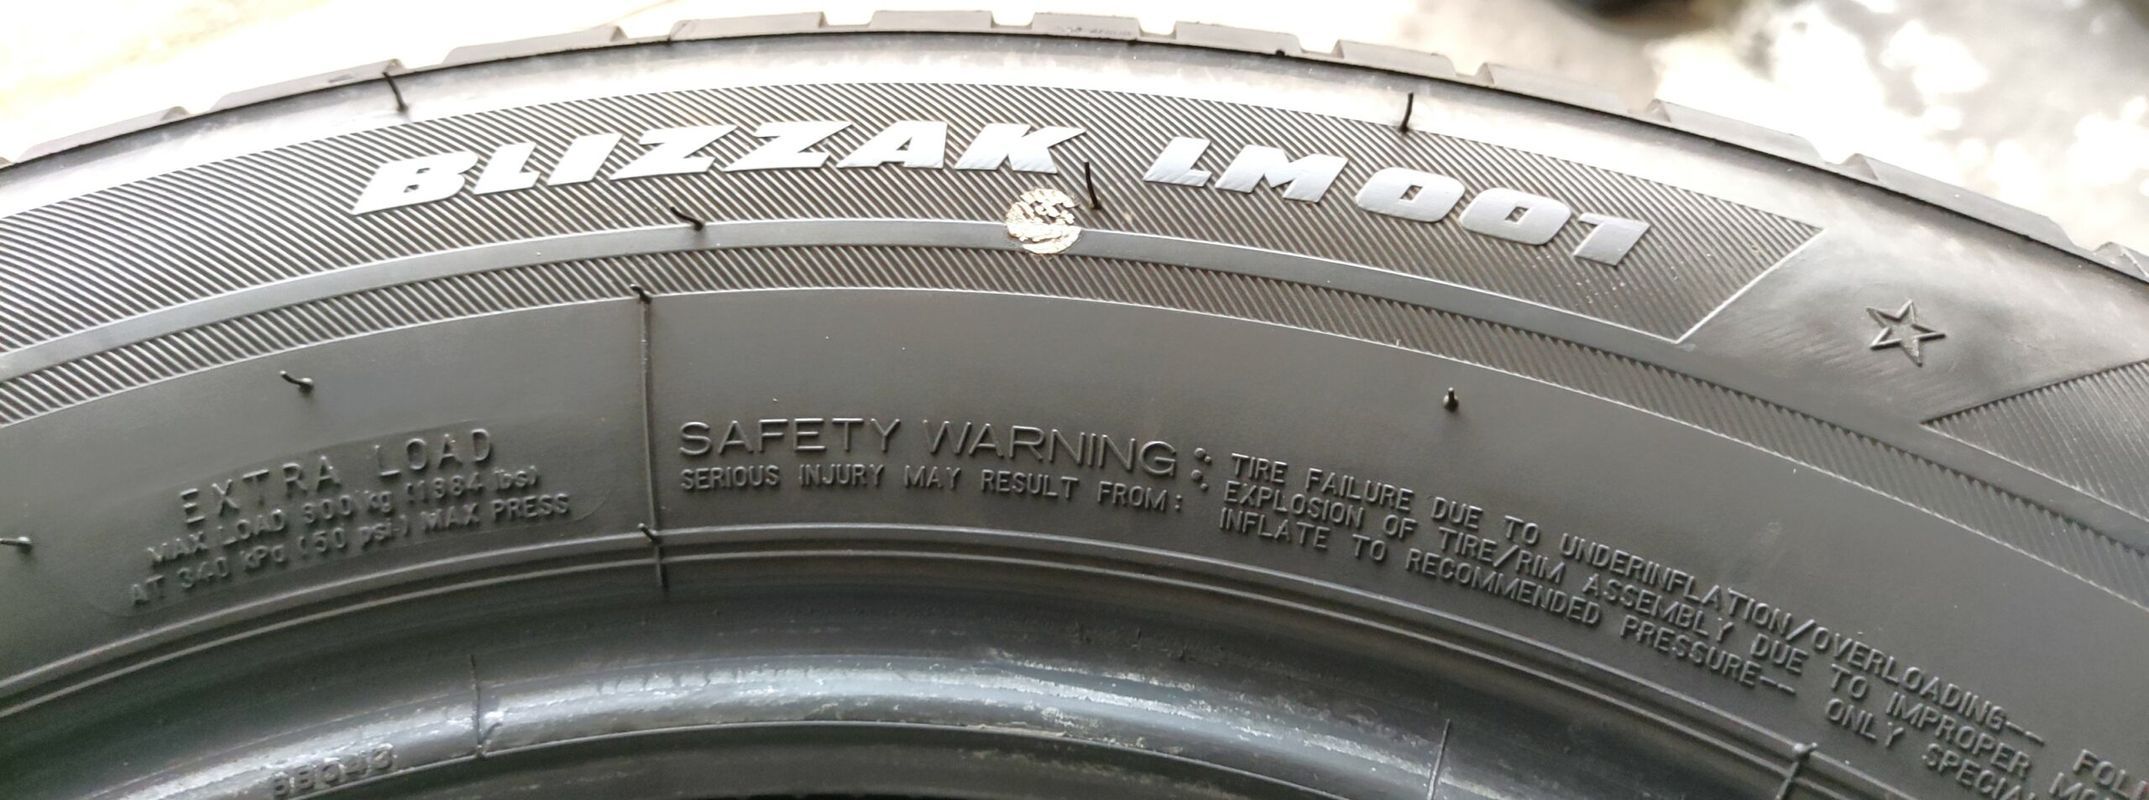 BLIZZAK LM001
EXTRA LOAD
MAX LOAD 900 kg (1984 lbs)
AT 340 kPa (50 psi) MAX PRESS
SAFETY WARNING :
SERIOUS INJURY MAY RESULT FROM:
TIRE FAILURE DUE TO UNDERINFLATION/OVERLOADING--
EXPLOSION OF TIRE/RIM ASSEMBLY DUE TO IMPROPER
INFLATE TO RECOMMENDED PRESSURE-- ONLY